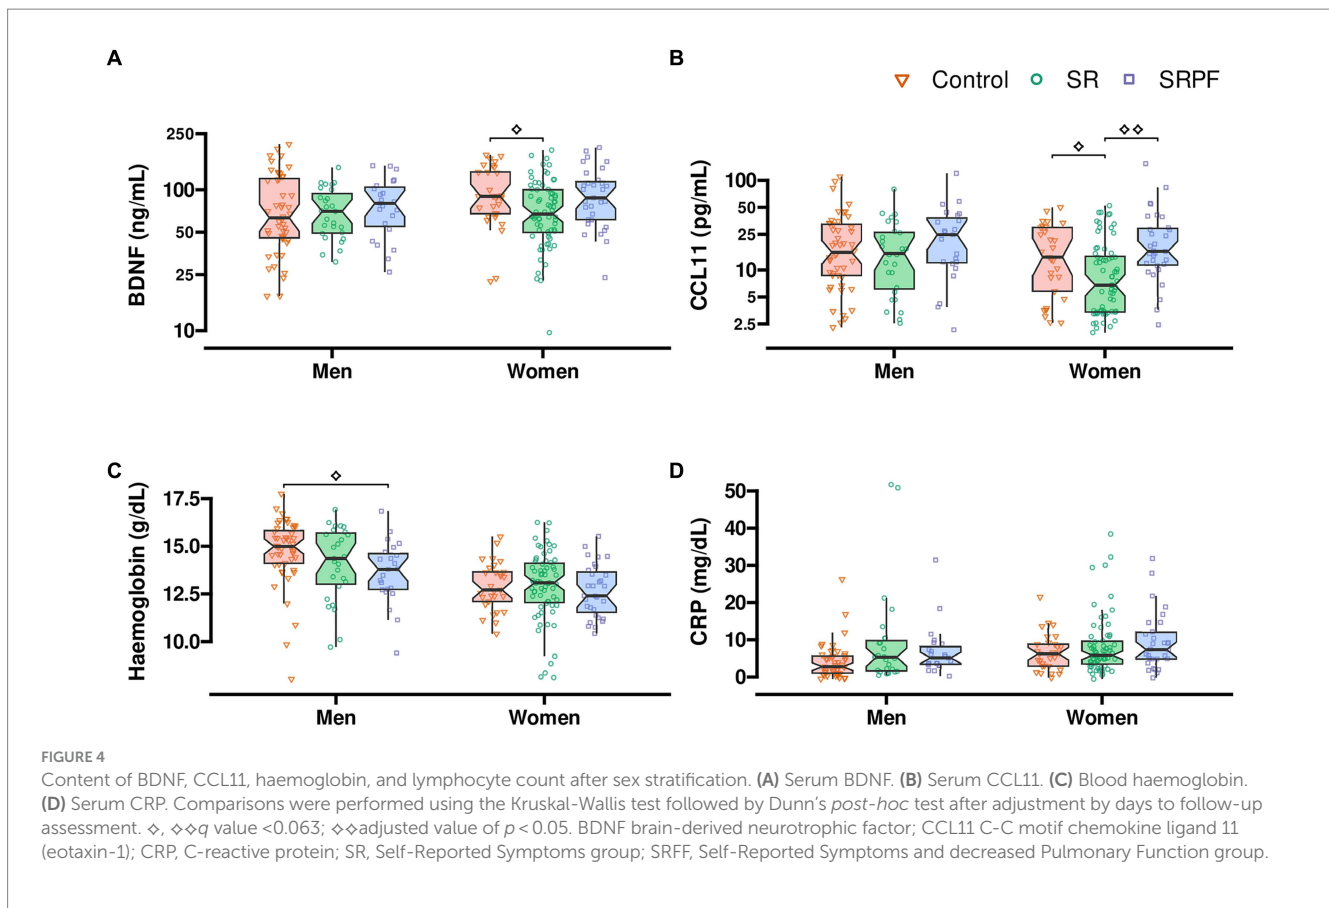 A
B
Control SR SRPF
BDNF (ng/mL)
250
100
50
25
10
Men Women
CCL11 (pg/mL)
100
50
25
10
5
2.5
Men Women
C
D
Haemoglobin (g/dL)
17.5
15.0
12.5
10.0
Men Women
CRP (mg/dL)
50
40
30
20
10
0
Men Women
FIGURE 4
Content of BDNF, CCL11, haemoglobin, and lymphocyte count after sex stratification. (A) Serum BDNF. (B) Serum CCL11. (C) Blood haemoglobin.
(D) Serum CRP. Comparisons were performed using the Kruskal-Wallis test followed by Dunn's post-hoc test after adjustment by days to follow-up
assessment. ⟡, ⟡⟡q value <0.063; ⟡⟡adjusted value of p < 0.05. BDNF brain-derived neurotrophic factor; CCL11 C-C motif chemokine ligand 11
(eotaxin-1); CRP, C-reactive protein; SR, Self-Reported Symptoms group; SRFF, Self-Reported Symptoms and decreased Pulmonary Function group.